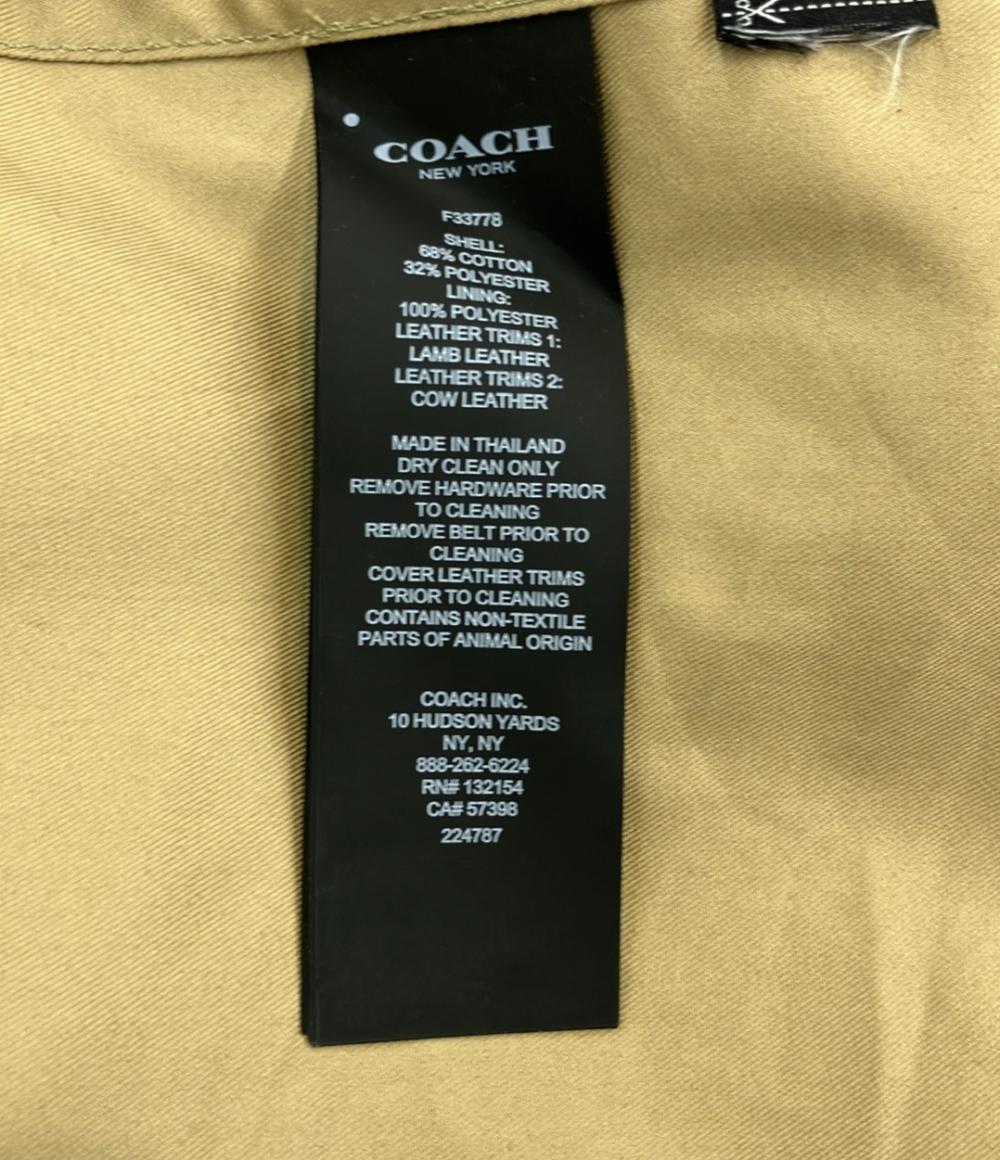 COACH
NEW YORK
F33778
SHELL:
68% COTTON
32% POLYESTER
LINING:
100% POLYESTER
LEATHER TRIMS 1:
LAMB LEATHER
LEATHER TRIMS 2:
COW LEATHER
MADE IN THAILAND
DRY CLEAN ONLY
REMOVE HARDWARE PRIOR
TO CLEANING
REMOVE BELT PRIOR TO
CLEANING
COVER LEATHER TRIMS
PRIOR TO CLEANING
CONTAINS NON-TEXTILE
PARTS OF ANIMAL ORIGIN
COACH INC.
10 HUDSON YARDS
NY, NY
888-262-6224
RN# 132154
CA# 57398
224787